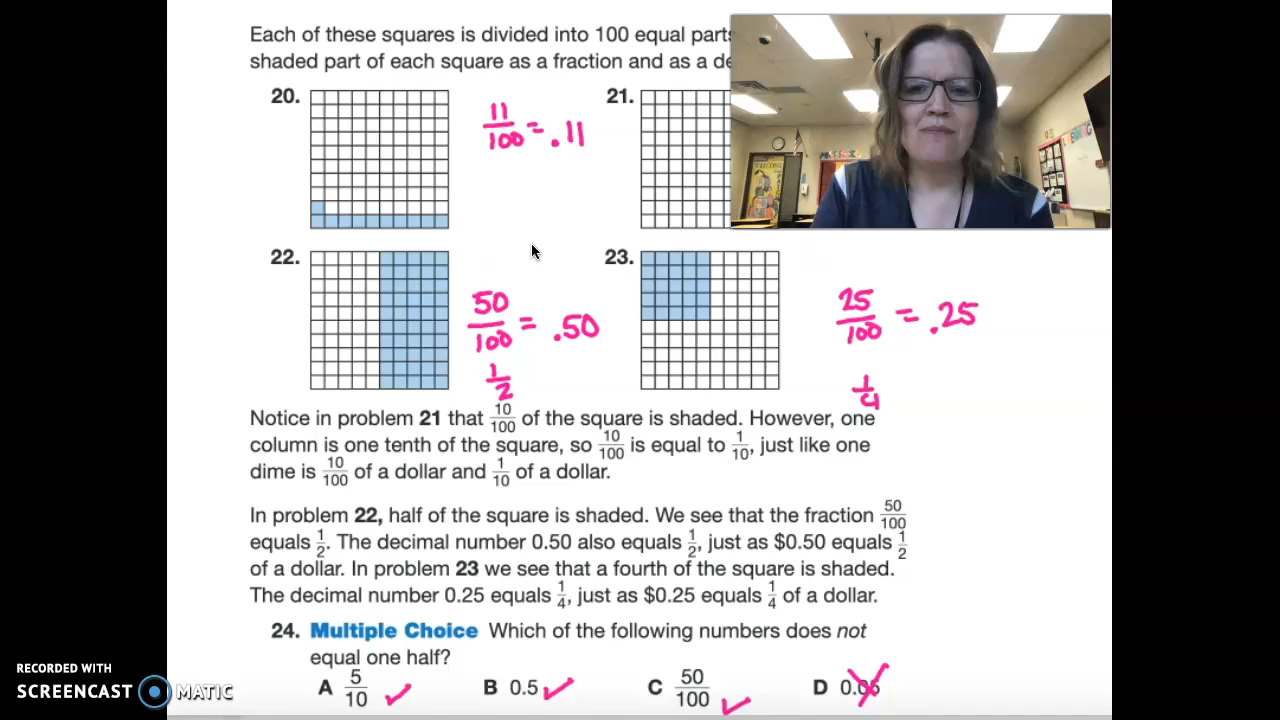 Each of these squares is divided into 100 equal parts
shaded part of each square as a fraction and as a de
20. 11/100 = .11 21.
22. 50/100 = .50 23. 25/100 = .25
1/2 1/4
Notice in problem 21 that 10/100 of the square is shaded. However, one
column is one tenth of the square, so 10/100 is equal to 1/10, just like one
dime is 10/100 of a dollar and 1/10 of a dollar.
In problem 22, half of the square is shaded. We see that the fraction 50/100
equals 1/2. The decimal number 0.50 also equals 1/2, just as $0.50 equals 1/2
of a dollar. In problem 23 we see that a fourth of the square is shaded.
The decimal number 0.25 equals 1/4, just as $0.25 equals 1/4 of a dollar.
24. Multiple Choice Which of the following numbers does not
equal one half?
A 5/10 B 0.5 C 50/100 D 0.05
RECORDED WITH
SCREENCAST MATIC